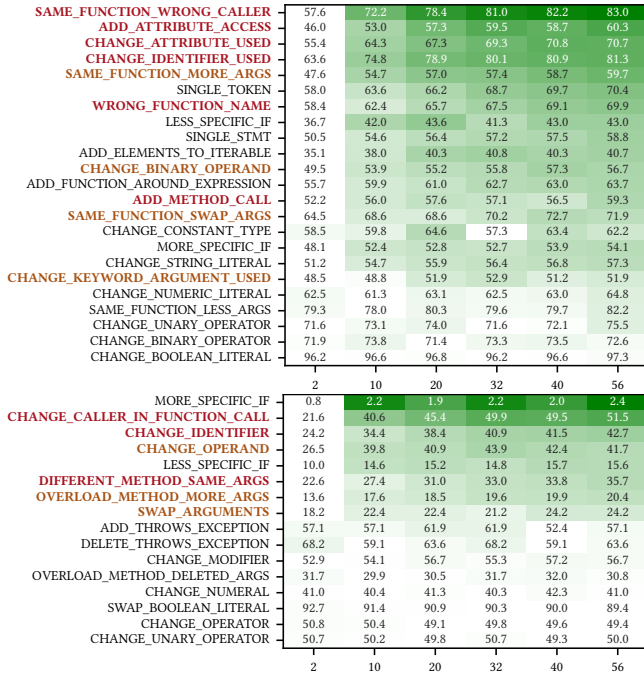 SAME_FUNCTION_WRONG_CALLER 57.6 72.2 78.4 81.0 82.2 83.0
ADD_ATTRIBUTE_ACCESS 46.0 53.0 57.3 59.5 58.7 60.3
CHANGE_ATTRIBUTE_USED 55.4 64.3 67.3 69.3 70.8 70.7
CHANGE_IDENTIFIER_USED 63.6 74.8 78.9 80.1 80.9 81.3
SAME_FUNCTION_MORE_ARGS 47.6 54.7 57.0 57.4 58.7 59.7
SINGLE_TOKEN 58.0 63.6 66.2 68.7 69.7 70.4
WRONG_FUNCTION_NAME 58.4 62.4 65.7 67.5 69.1 69.9
LESS_SPECIFIC_IF 36.7 42.0 43.6 41.3 43.0 43.0
SINGLE_STMT 50.5 54.6 56.4 57.2 57.5 58.8
ADD_ELEMENTS_TO_ITERABLE 35.1 38.0 40.3 40.8 40.3 40.7
CHANGE_BINARY_OPERAND 49.5 53.9 55.2 55.8 57.3 56.7
ADD_FUNCTION_AROUND_EXPRESSION 55.7 59.9 61.0 62.7 63.0 63.7
ADD_METHOD_CALL 52.2 56.0 57.6 57.1 56.5 59.3
SAME_FUNCTION_SWAP_ARGS 64.5 68.6 68.6 70.2 72.7 71.9
CHANGE_CONSTANT_TYPE 58.5 59.8 64.6 57.3 63.4 62.2
MORE_SPECIFIC_IF 48.1 52.4 52.8 52.7 53.9 54.1
CHANGE_STRING_LITERAL 51.2 54.7 55.9 56.4 56.8 57.3
CHANGE_KEYWORD_ARGUMENT_USED 48.5 48.8 51.9 52.9 51.2 51.9
CHANGE_NUMERIC_LITERAL 62.5 61.3 63.1 62.5 63.0 64.8
SAME_FUNCTION_LESS_ARGS 79.3 78.0 80.3 79.6 79.7 82.2
CHANGE_UNARY_OPERATOR 71.6 73.1 74.0 71.6 72.1 75.5
CHANGE_BINARY_OPERATOR 71.9 73.8 71.4 73.3 73.5 72.6
CHANGE_BOOLEAN_LITERAL 96.2 96.6 96.8 96.2 96.6 97.3
2 10 20 32 40 56
MORE_SPECIFIC_IF 0.8 2.2 1.9 2.2 2.0 2.4
CHANGE_CALLER_IN_FUNCTION_CALL 21.6 40.6 45.4 49.9 49.5 51.5
CHANGE_IDENTIFIER 24.2 34.4 38.4 40.9 41.5 42.7
CHANGE_OPERAND 26.5 39.8 40.9 43.9 42.4 41.7
LESS_SPECIFIC_IF 10.0 14.6 15.2 14.8 15.7 15.6
DIFFERENT_METHOD_SAME_ARGS 22.6 27.4 31.0 33.0 33.8 35.7
OVERLOAD_METHOD_MORE_ARGS 13.6 17.6 18.5 19.6 19.9 20.4
SWAP_ARGUMENTS 18.2 22.4 22.4 21.2 24.2 24.2
ADD_THROWS_EXCEPTION 57.1 57.1 61.9 61.9 52.4 57.1
DELETE_THROWS_EXCEPTION 68.2 59.1 63.6 68.2 59.1 63.6
CHANGE_MODIFIER 52.9 54.1 56.7 55.3 57.2 56.7
OVERLOAD_METHOD_DELETED_ARGS 31.7 29.9 30.5 31.7 32.0 30.8
CHANGE_NUMERAL 41.0 40.4 41.3 40.3 42.3 41.0
SWAP_BOOLEAN_LITERAL 92.7 91.4 90.9 90.3 90.0 89.4
CHANGE_OPERATOR 50.8 50.4 49.1 49.8 49.6 49.4
CHANGE_UNARY_OPERATOR 50.7 50.2 49.8 50.7 49.3 50.0
2 10 20 32 40 56